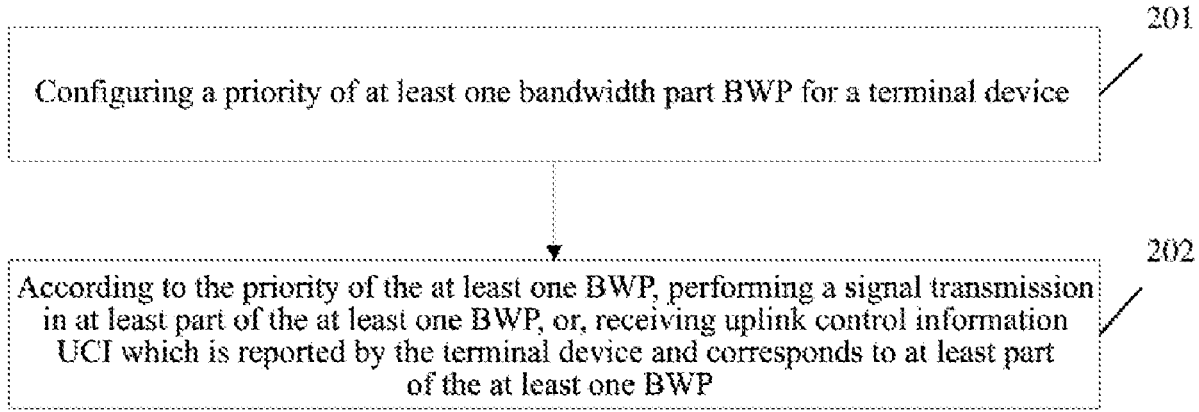 201
Configuring a priority of at least one bandwidth part BWP for a terminal device
202
According to the priority of the at least one BWP, performing a signal transmission
in at least part of the at least one BWP, or, receiving uplink control information
UCI which is reported by the terminal device and corresponds to at least part
of the at least one BWP